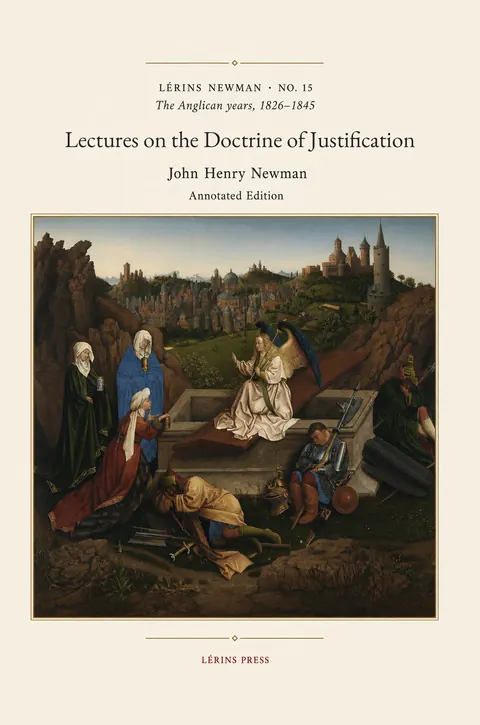 LÉRINS NEWMAN · NO. 15
The Anglican years, 1826–1845
Lectures on the Doctrine of Justification
John Henry Newman
Annotated Edition
LÉRINS PRESS